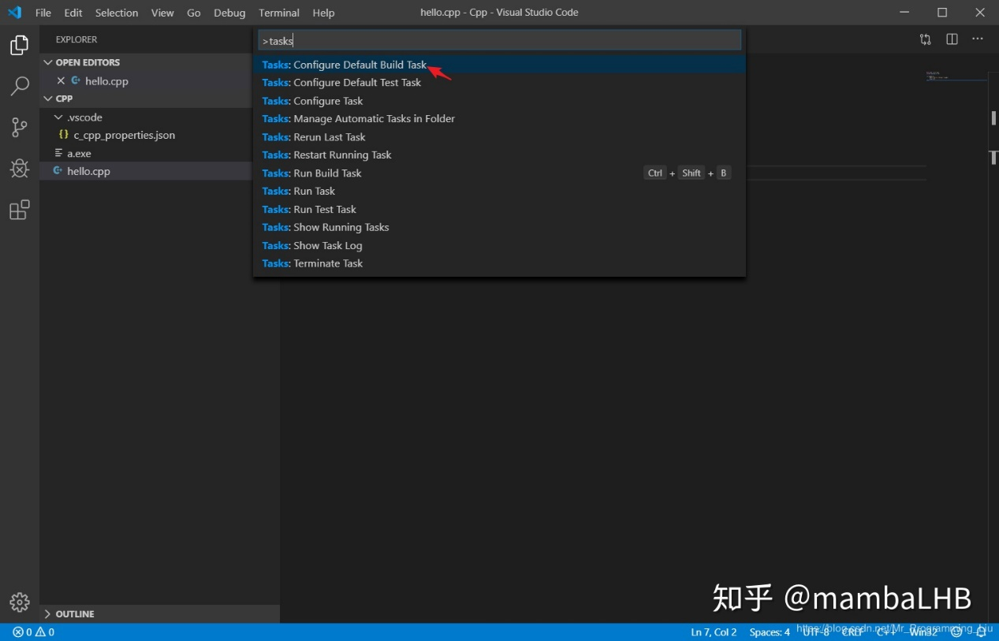 File Edit Selection View Go Debug Terminal Help hello.cpp - Cpp - Visual Studio Code
EXPLORER
OPEN EDITORS
hello.cpp
CPP
.vscode
{} c_cpp_properties.json
a.exe
hello.cpp
>tasks
Tasks: Configure Default Build Task
Tasks: Configure Default Test Task
Tasks: Configure Task
Tasks: Manage Automatic Tasks in Folder
Tasks: Rerun Last Task
Tasks: Restart Running Task
Tasks: Run Build Task Ctrl + Shift + B
Tasks: Run Task
Tasks: Run Test Task
Tasks: Show Running Tasks
Tasks: Show Task Log
Tasks: Terminate Task
知乎 @mambaLHB
OUTLINE
0 0 Ln 7, Col 2 Spaces: 4 UTF-8 CRLF C++ Win32
https://blog.csdn.net/Mr_Programming_Liu